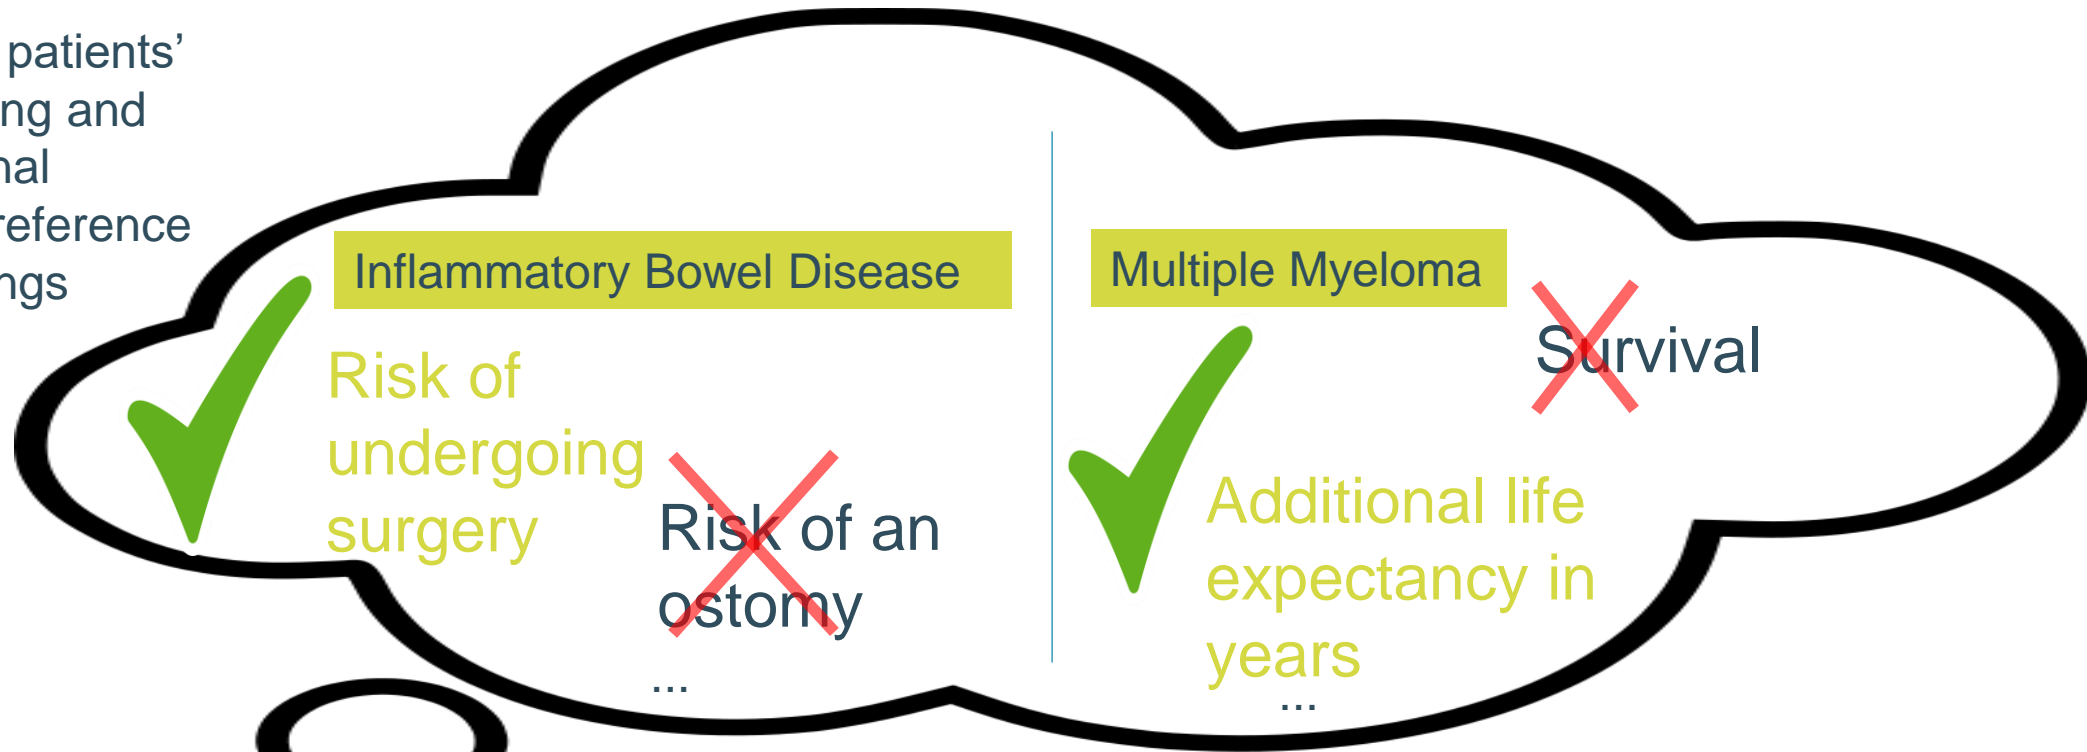 patients'
ng and
nal
reference
ngs
Inflammatory Bowel Disease
Risk of
undergoing
surgery
Risk of an
ostomy
...
Multiple Myeloma
Survival
Additional life
expectancy in
years
...